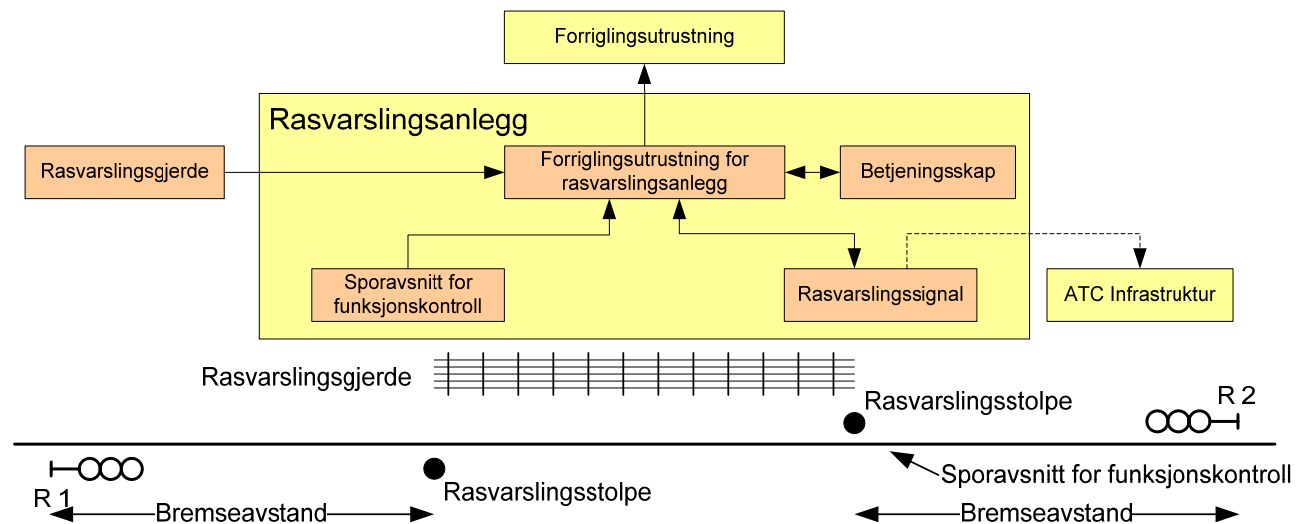 Forriglingsutrustning
Rasvarslingsanlegg
Rasvarslingsgjerde
Forriglingsutrustning for
rasvarslingsanlegg
Betjeningsskap
Sporavsnitt for
funksjonskontroll
Rasvarslingssignal
ATC Infrastruktur
Rasvarslingsgjerde
Rasvarslingsstolpe
R 2
Sporavsnitt for funksjonskontroll
R 1
Rasvarslingsstolpe
Bremseavstand
Bremseavstand